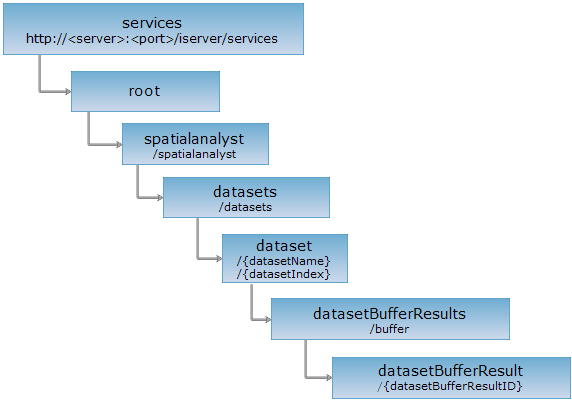 services
http://<server>:<port>/iserver/services
root
spatialanalyst
/spatialanalyst
datasets
/datasets
dataset
/{datasetName}
/{datasetIndex}
datasetBufferResults
/buffer
datasetBufferResult
/{datasetBufferResultID}